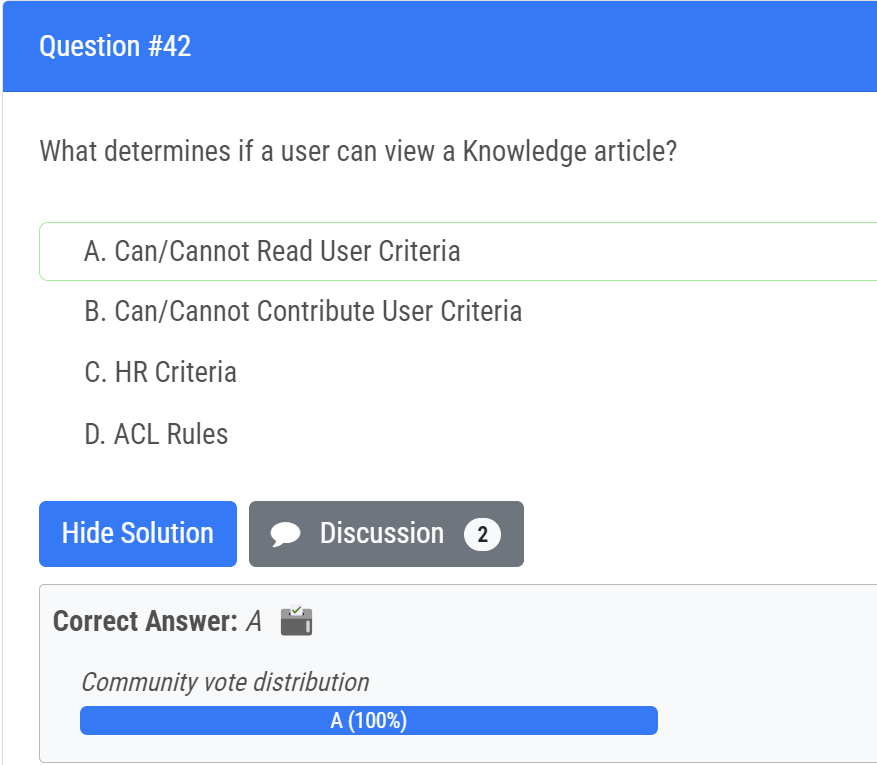 Question #42
What determines if a user can view a Knowledge article?
A. Can/Cannot Read User Criteria
B. Can/Cannot Contribute User Criteria
C. HR Criteria
D. ACL Rules
Hide Solution
Discussion 2
Correct Answer: A
Community vote distribution
A (100%)